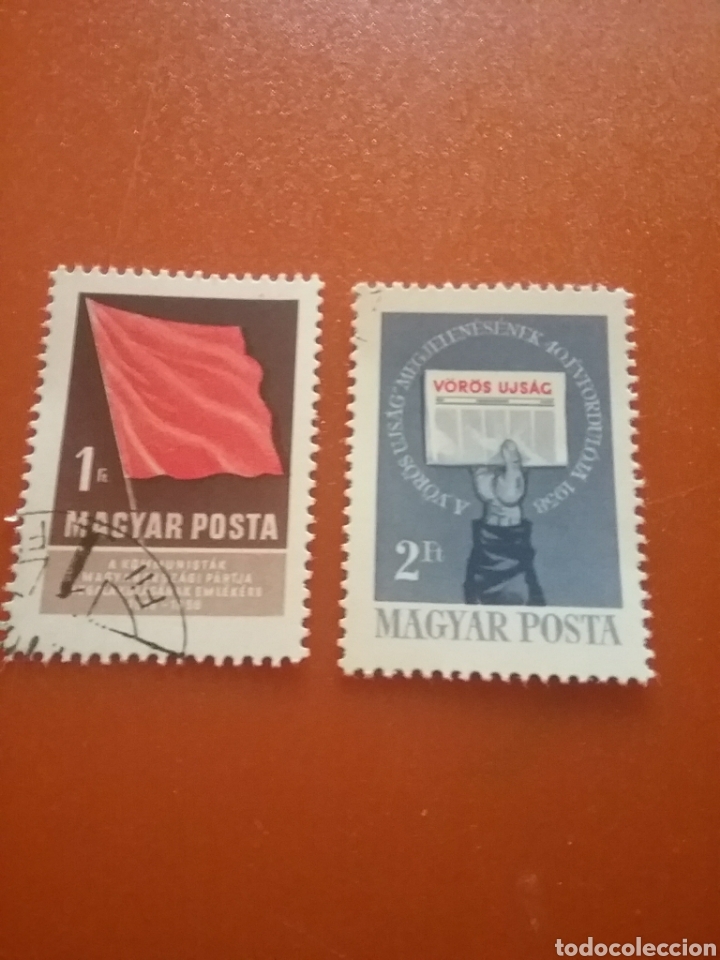 1 Ft
MAGYAR POSTA
A KOMMUNISTÁK
PÁRTJA
EMLÉKÉRE
A „VÖRÖS UJSÁG” MEGJELENÉSÉNEK 40. ÉVFORDULÓJA 1958
VÖRÖS UJSÁG
2 Ft
MAGYAR POSTA
todocoleccion